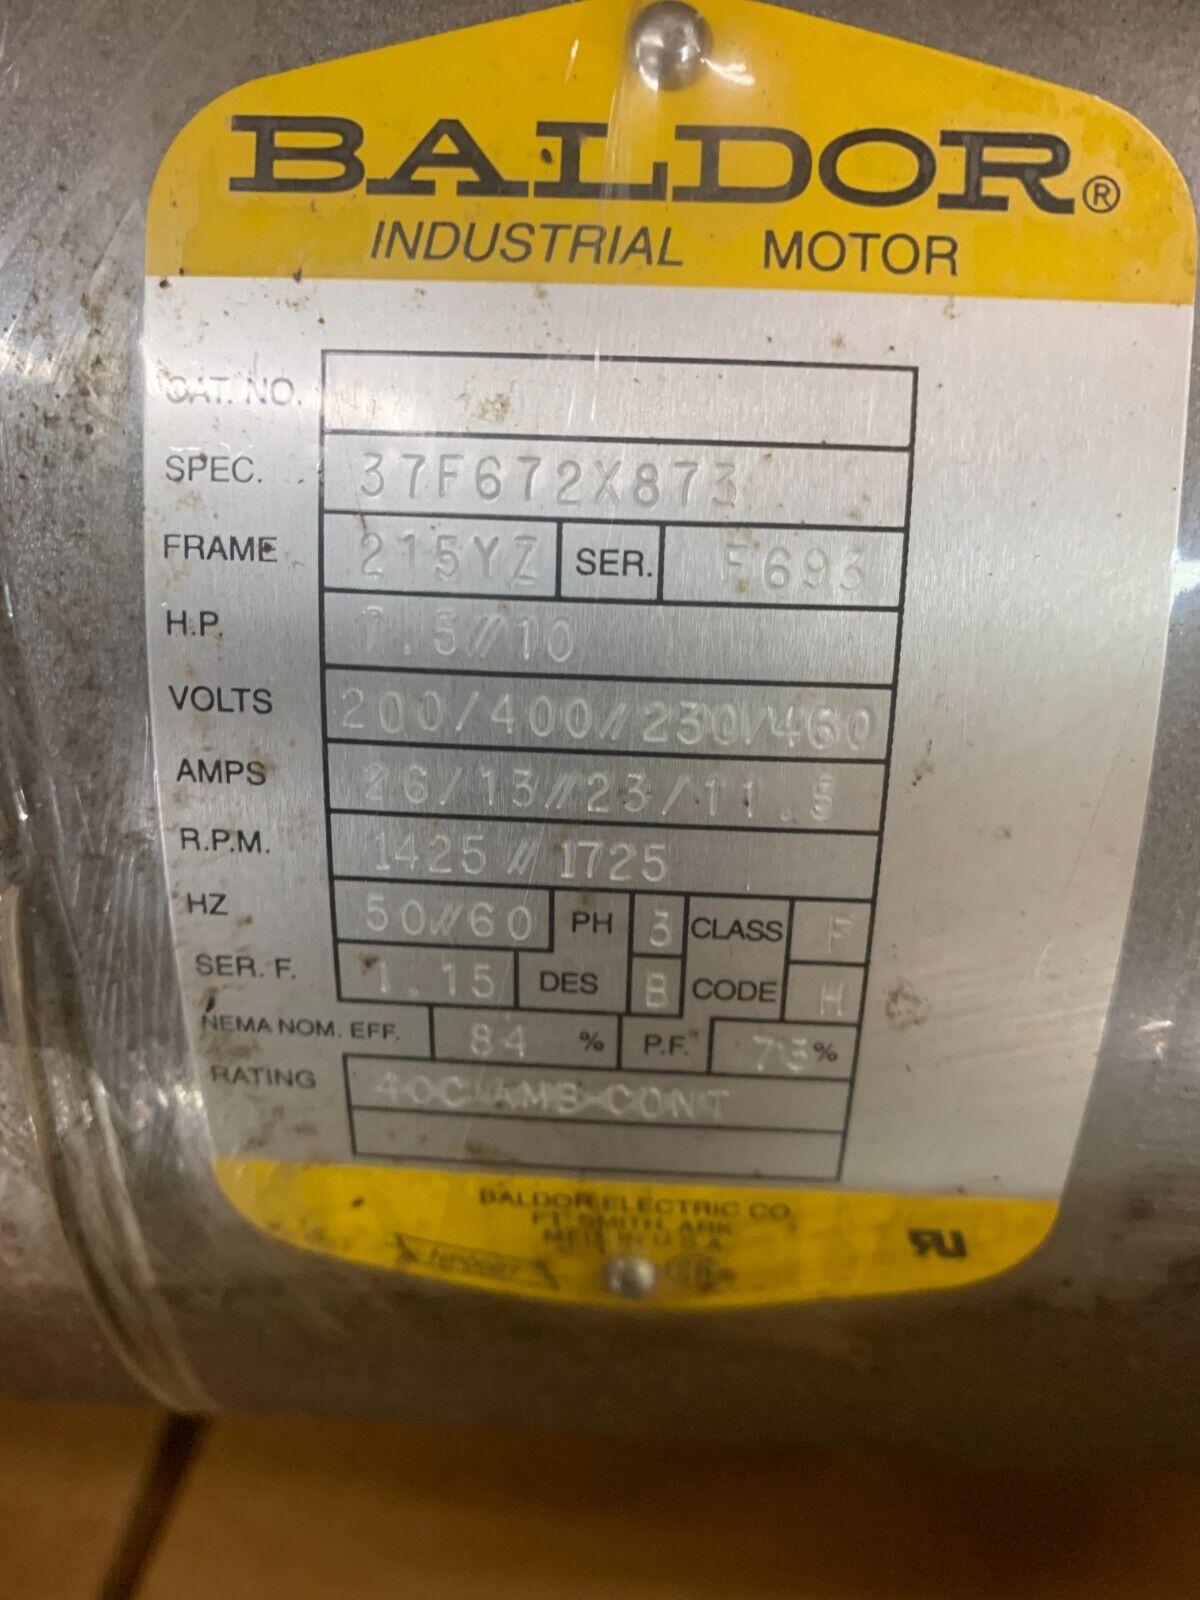 BALDOR®
INDUSTRIAL MOTOR
CAT. NO.
SPEC. 37F672X873
FRAME 215YZ SER. F693
H.P. 7.5//10
VOLTS 200/400//230/460
AMPS 26/13//23/11.5
R.P.M. 1425//1725
HZ 50//60 PH 3 CLASS F
SER. F. 1.15 DES B CODE H
NEMA NOM. EFF. 84 % P.F. %
RATING 40C AMB-CONT
BALDOR ELECTRIC CO.
FT. SMITH, ARK.
MFD. IN U.S.A.